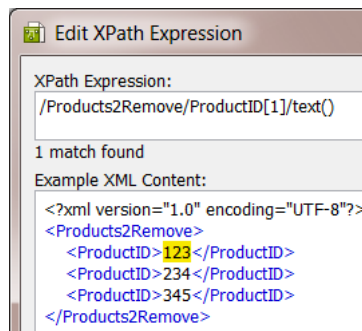 Edit XPath Expression
XPath Expression:
/Products2Remove/ProductID[1]/text()
1 match found
Example XML Content:
<?xml version="1.0" encoding="UTF-8"?>
<Products2Remove>
<ProductID>123</ProductID>
<ProductID>234</ProductID>
<ProductID>345</ProductID>
</Products2Remove>